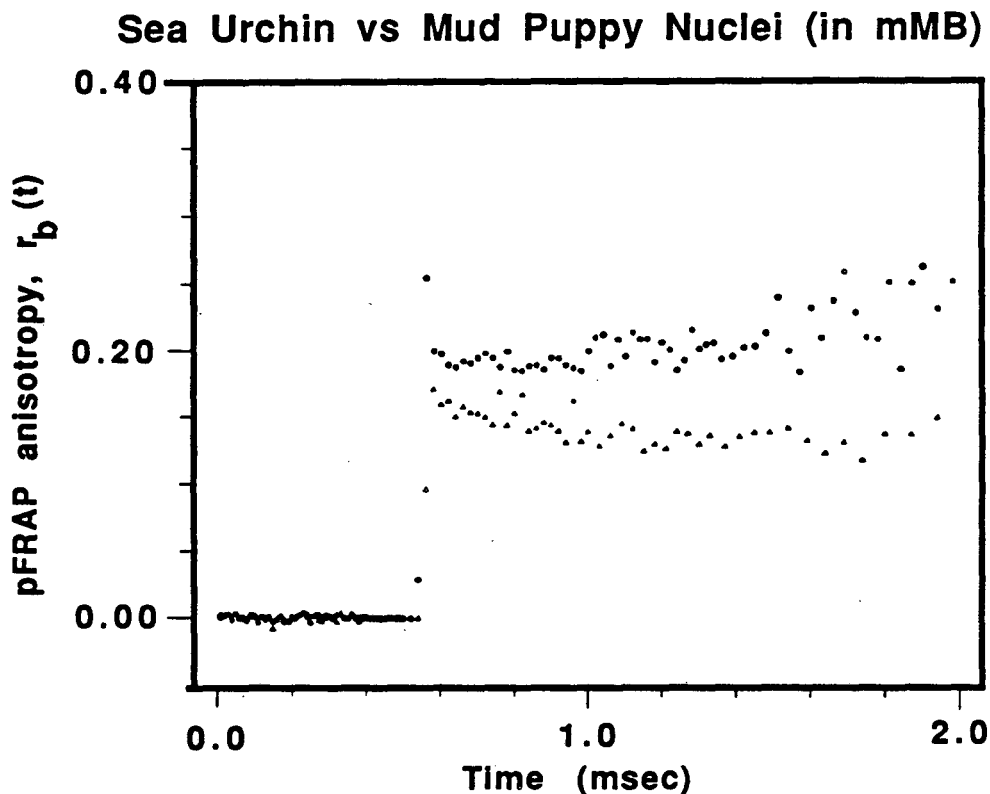 Sea Urchin vs Mud Puppy Nuclei (in mMB)
0.40
0.20
0.00
pFRAP anisotropy, rb (t)
0.0 1.0 2.0
Time (msec)